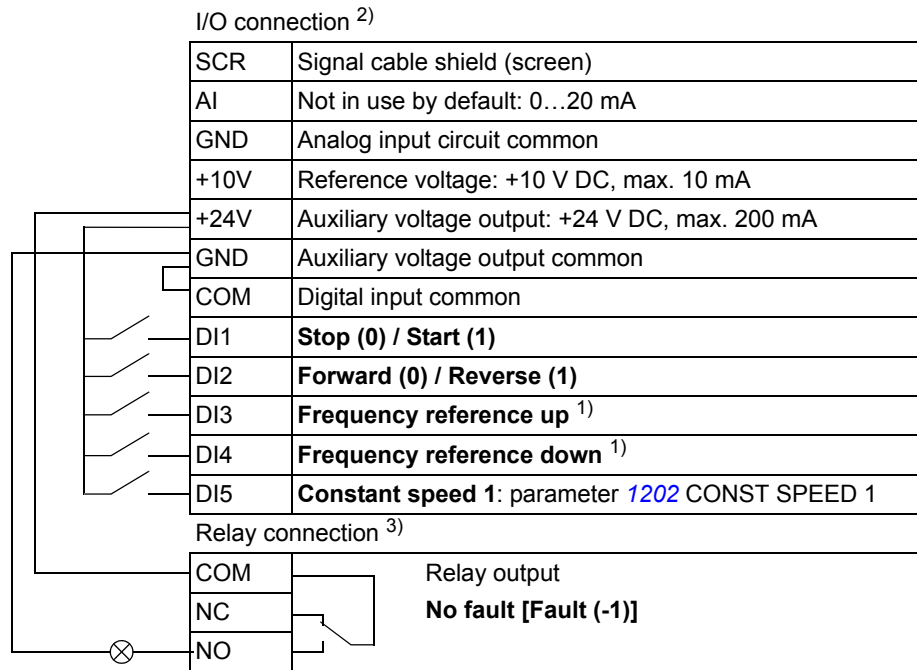 I/O connection 2)
SCR Signal cable shield (screen)
AI Not in use by default: 0…20 mA
GND Analog input circuit common
+10V Reference voltage: +10 V DC, max. 10 mA
+24V Auxiliary voltage output: +24 V DC, max. 200 mA
GND Auxiliary voltage output common
COM Digital input common
DI1 Stop (0) / Start (1)
DI2 Forward (0) / Reverse (1)
DI3 Frequency reference up 1)
DI4 Frequency reference down 1)
DI5 Constant speed 1: parameter 1202 CONST SPEED 1
Relay connection 3)
COM Relay output
NC No fault [Fault (-1)]
NO